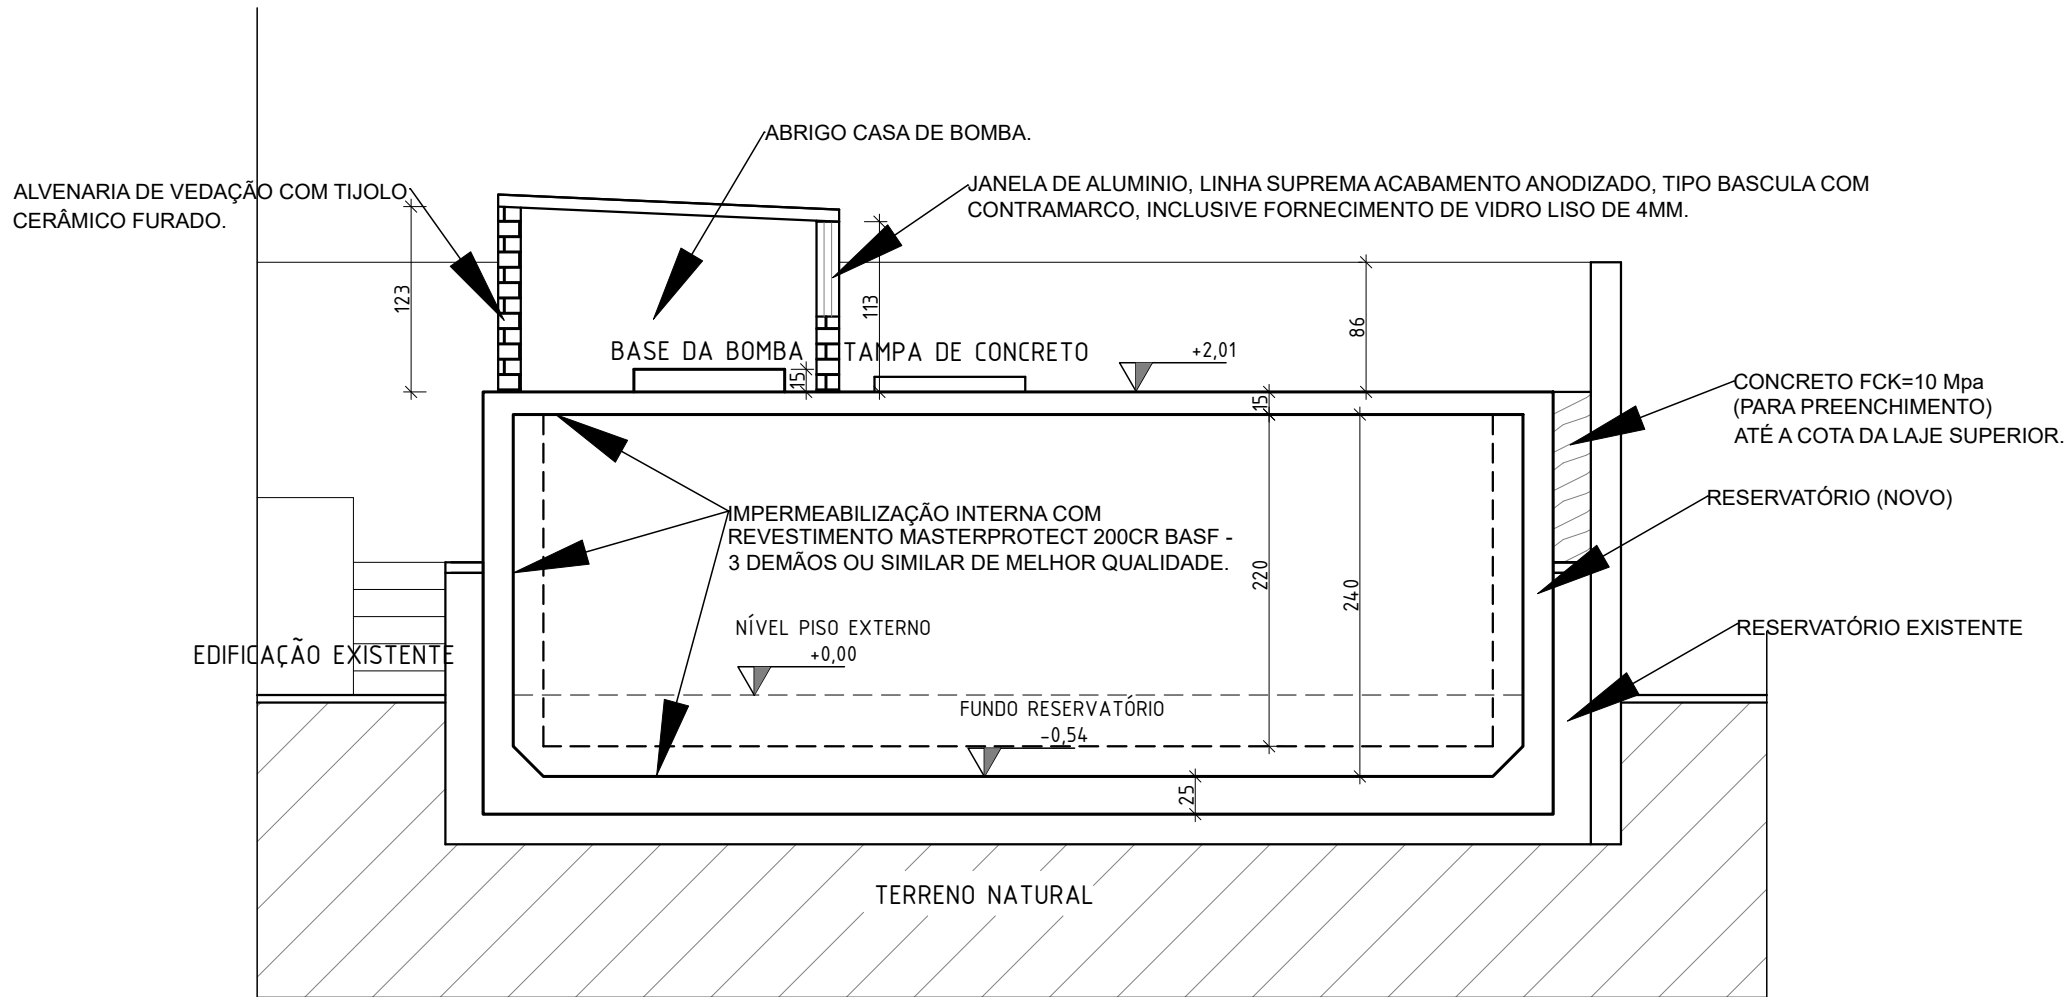 ABRIGO CASA DE BOMBA.
ALVENARIA DE VEDAÇÃO COM TIJOLO
CERÂMICO FURADO.
JANELA DE ALUMINIO, LINHA SUPREMA ACABAMENTO ANODIZADO, TIPO BASCULA COM
CONTRAMARCO, INCLUSIVE FORNECIMENTO DE VIDRO LISO DE 4MM.
123
113
86
BASE DA BOMBA
TAMPA DE CONCRETO
+2,01
15
15
CONCRETO FCK=10 Mpa
(PARA PREENCHIMENTO)
ATÉ A COTA DA LAJE SUPERIOR.
RESERVATÓRIO (NOVO)
IMPERMEABILIZAÇÃO INTERNA COM
REVESTIMENTO MASTERPROTECT 200CR BASF -
3 DEMÃOS OU SIMILAR DE MELHOR QUALIDADE.
220
240
NÍVEL PISO EXTERNO
+0,00
RESERVATÓRIO EXISTENTE
EDIFICAÇÃO EXISTENTE
FUNDO RESERVATÓRIO
-0,54
25
TERRENO NATURAL